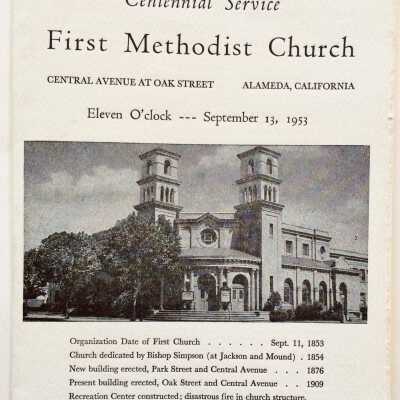 Centennial Service
First Methodist Church
CENTRAL AVENUE AT OAK STREET ALAMEDA, CALIFORNIA
Eleven O'clock --- September 13, 1953
Organization Date of First Church . . . . . . Sept. 11, 1853
Church dedicated by Bishop Simpson (at Jackson and Mound) . 1854
New building erected, Park Street and Central Avenue . . . 1876
Present building erected, Oak Street and Central Avenue . . 1909
Recreation Center constructed; disastrous fire in church structure.